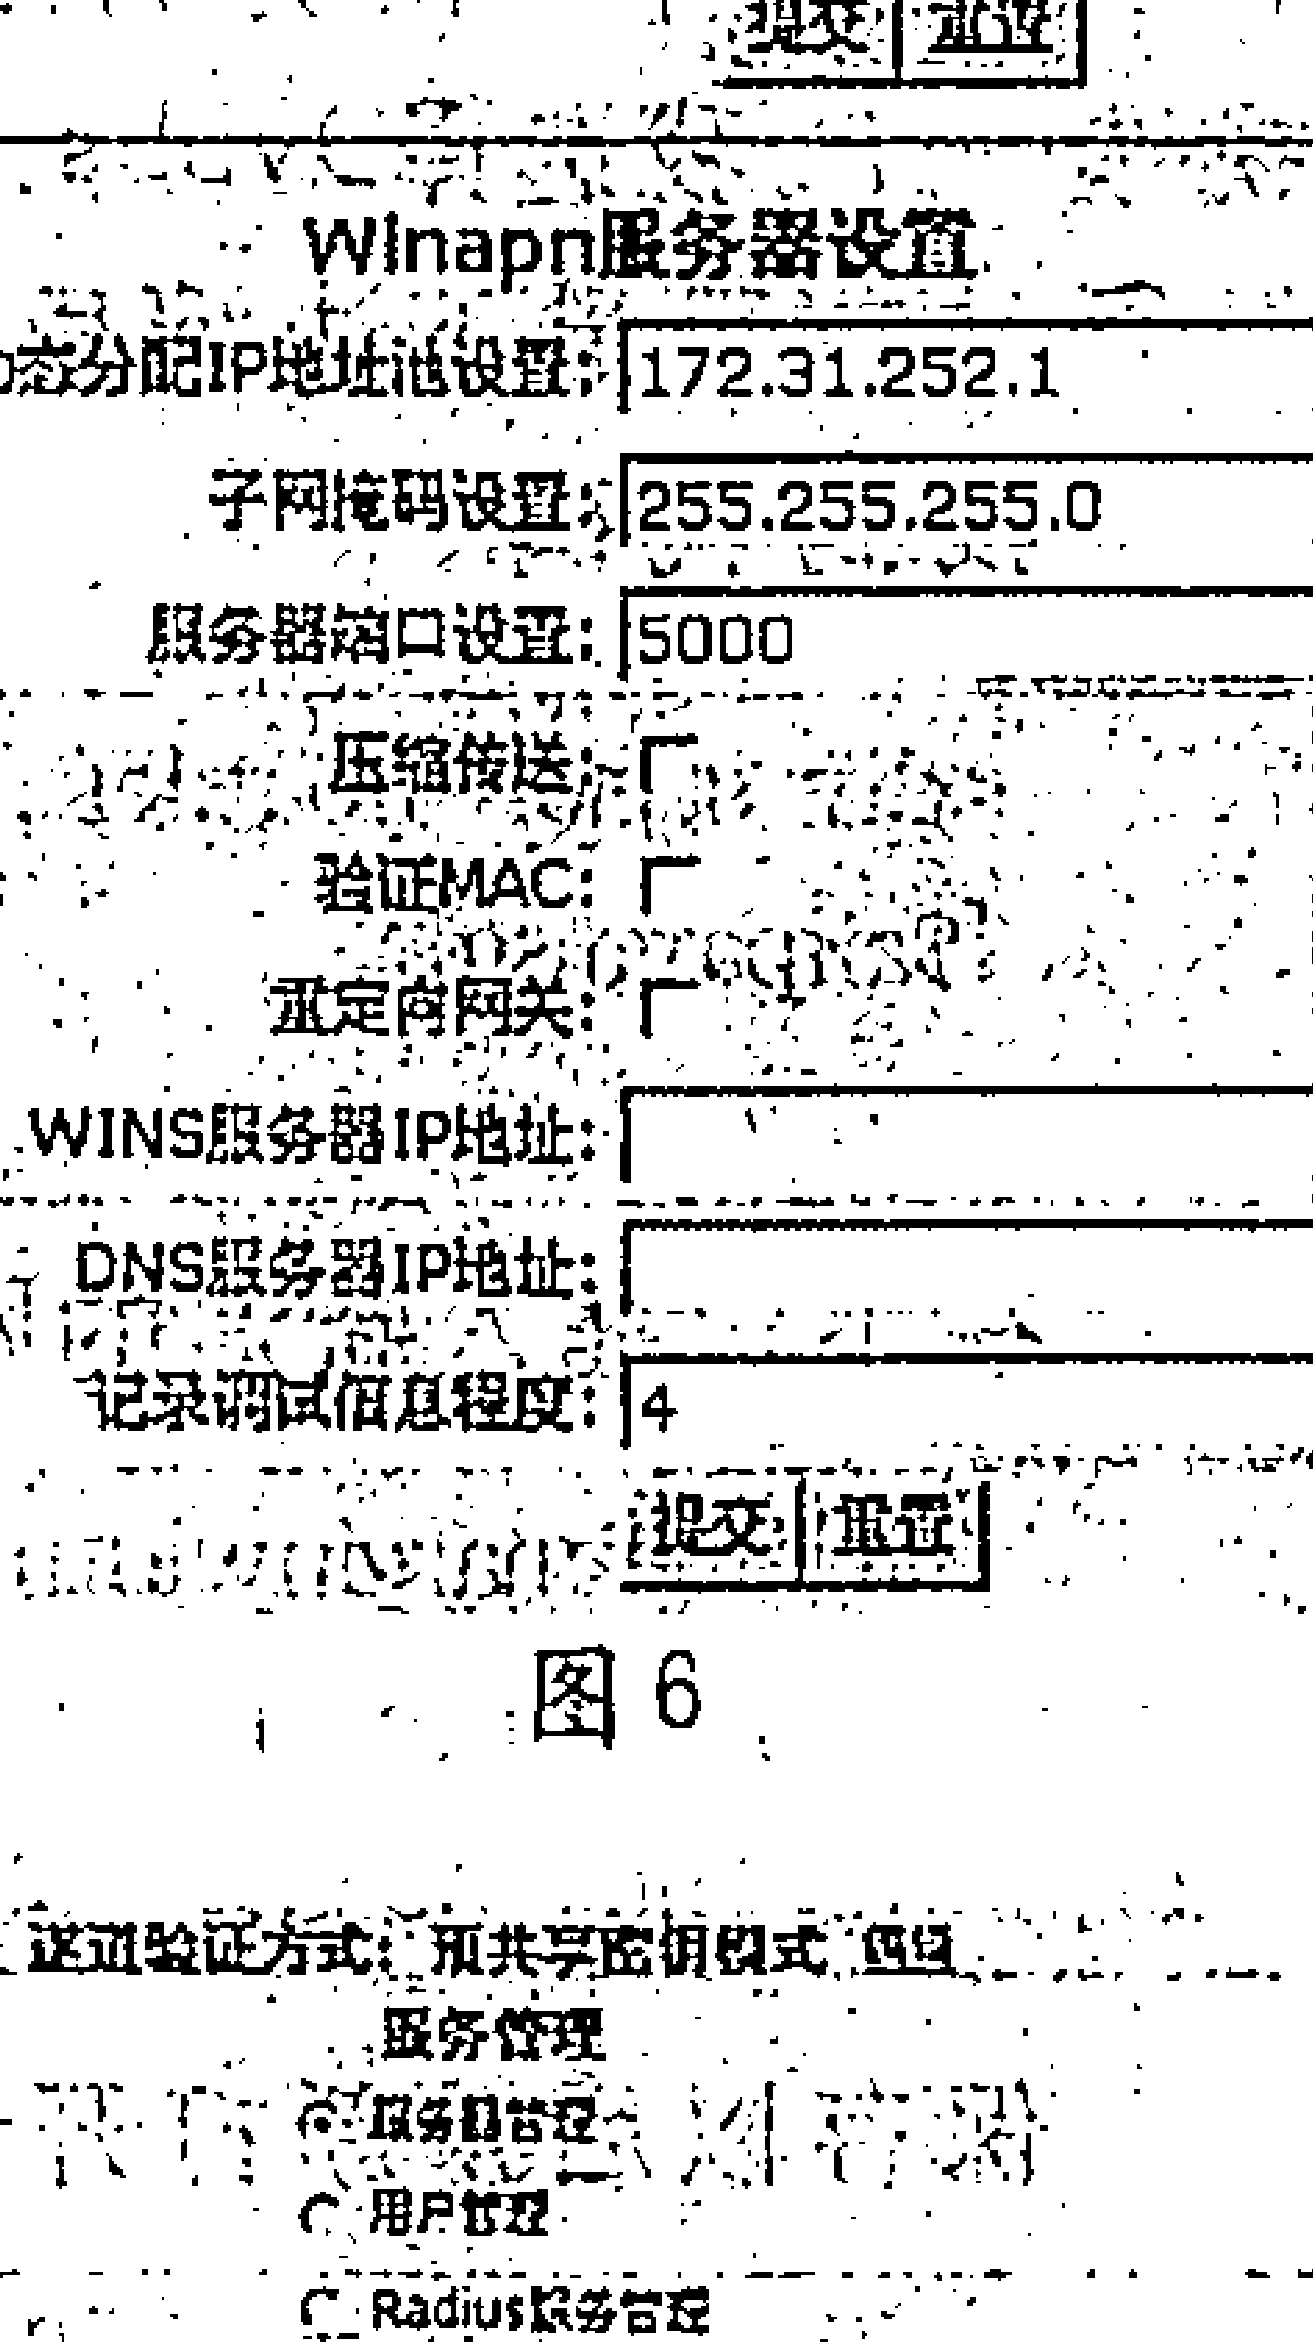 提交 重设
Winapn服务器设置
动态分配IP地址池设置: 172.31.252.1
子网掩码设置: 255.255.255.0
服务器端口设置: 5000
压缩传送:
验证MAC:
重定向网关:
WINS服务器IP地址:
DNS服务器IP地址:
记录调试信息程度: 4
提交 重置
图 6
验证方式: 预共享密钥模式
服务管理
服务器管理
用户管理
Radius服务管理